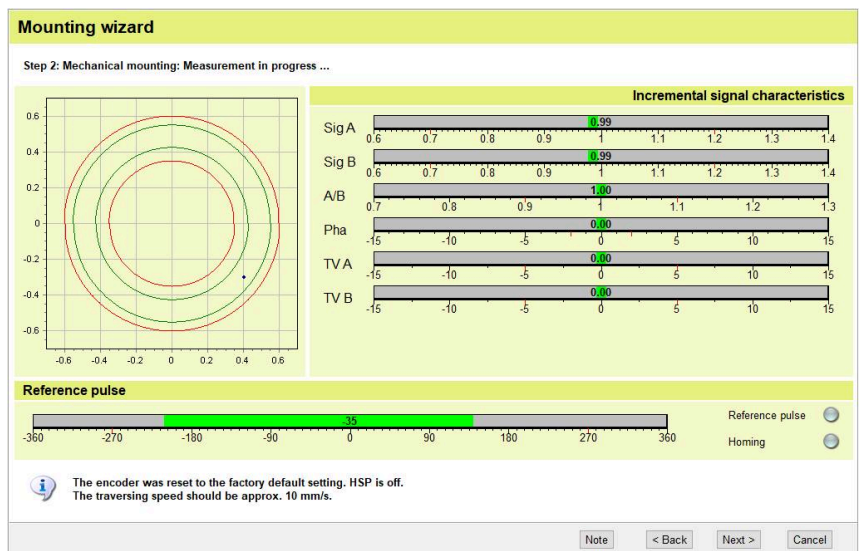 Mounting wizard
Step 2: Mechanical mounting: Measurement in progress ...
Incremental signal characteristics
0.6
0.4
0.2
0
-0.2
-0.4
-0.6
-0.6 -0.4 -0.2 0 0.2 0.4 0.6
Sig A 0.99
0.6 0.7 0.8 0.9 1 1.1 1.2 1.3 1.4
Sig B 0.99
0.6 0.7 0.8 0.9 1 1.1 1.2 1.3 1.4
A/B 1.00
0.7 0.8 0.9 1 1.1 1.2 1.3
Pha 0.00
-15 -10 -5 0 5 10 15
TV A 0.00
-15 -10 -5 0 5 10 15
TV B 0.00
-15 -10 -5 0 5 10 15
Reference pulse
-35
-360 -270 -180 -90 0 90 180 270 360
Reference pulse
Homing
The encoder was reset to the factory default setting. HSP is off.
The traversing speed should be approx. 10 mm/s.
Note < Back Next > Cancel